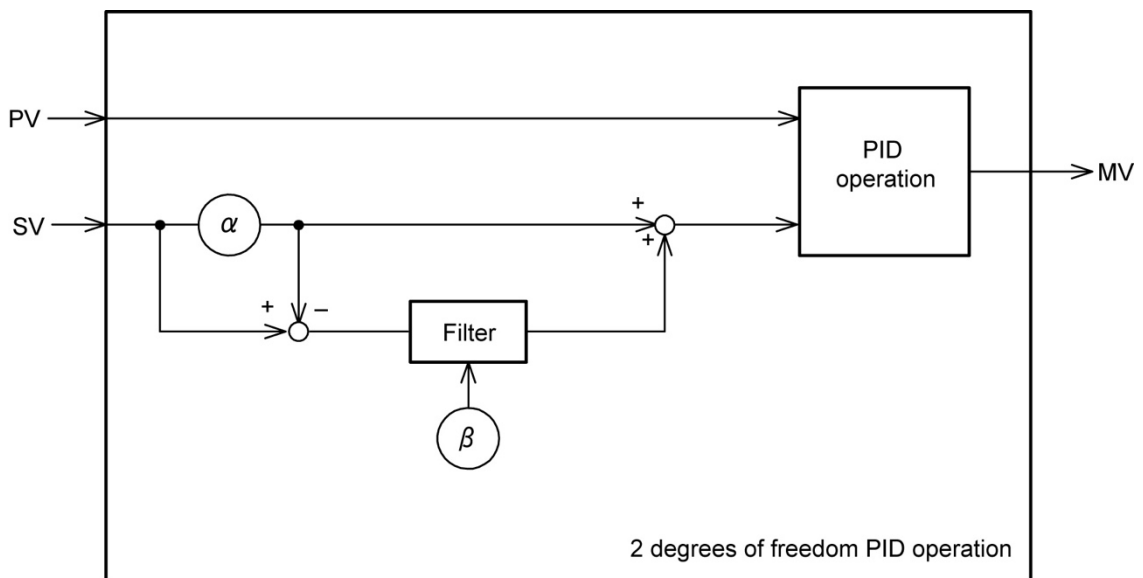 PV
PID
operation
MV
SV
α
+
+
+
−
Filter
β
2 degrees of freedom PID operation